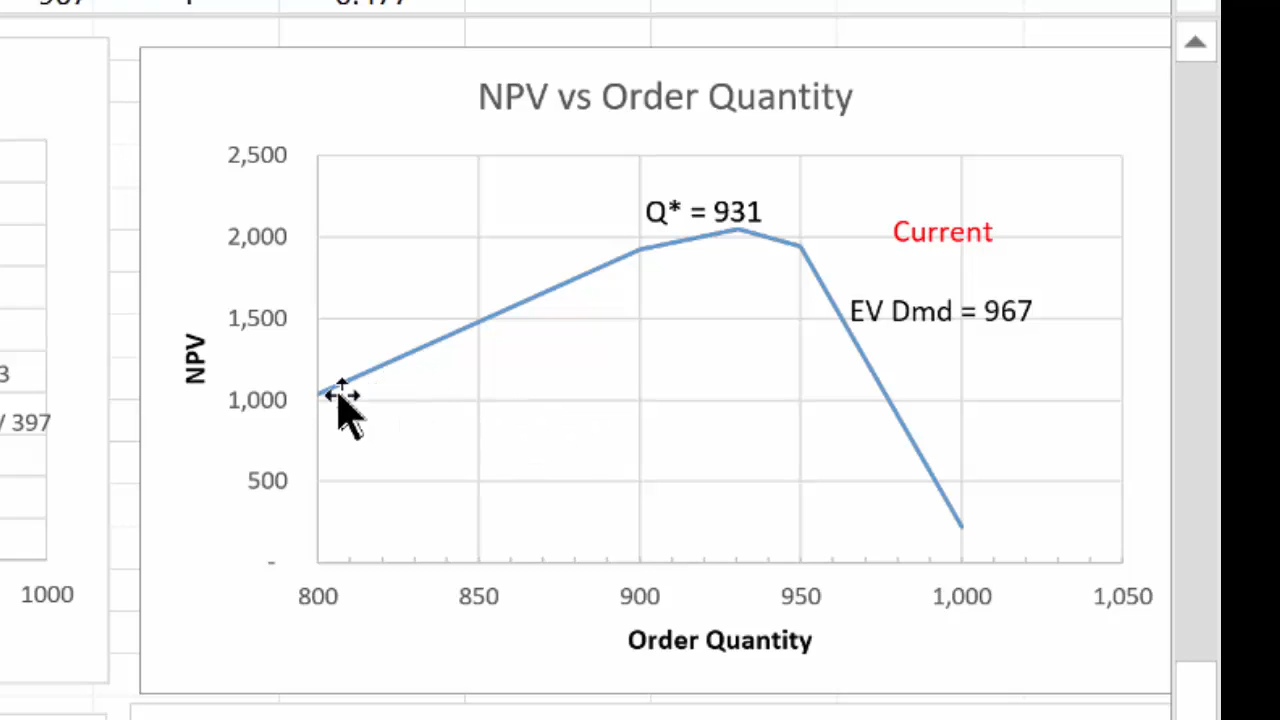 NPV vs Order Quantity
2,500
Q* = 931
2,000
Current
1,500
EV Dmd = 967
NPV
3
1,000
/ 397
500
-
1000
800
850
900
950
1,000
1,050
Order Quantity